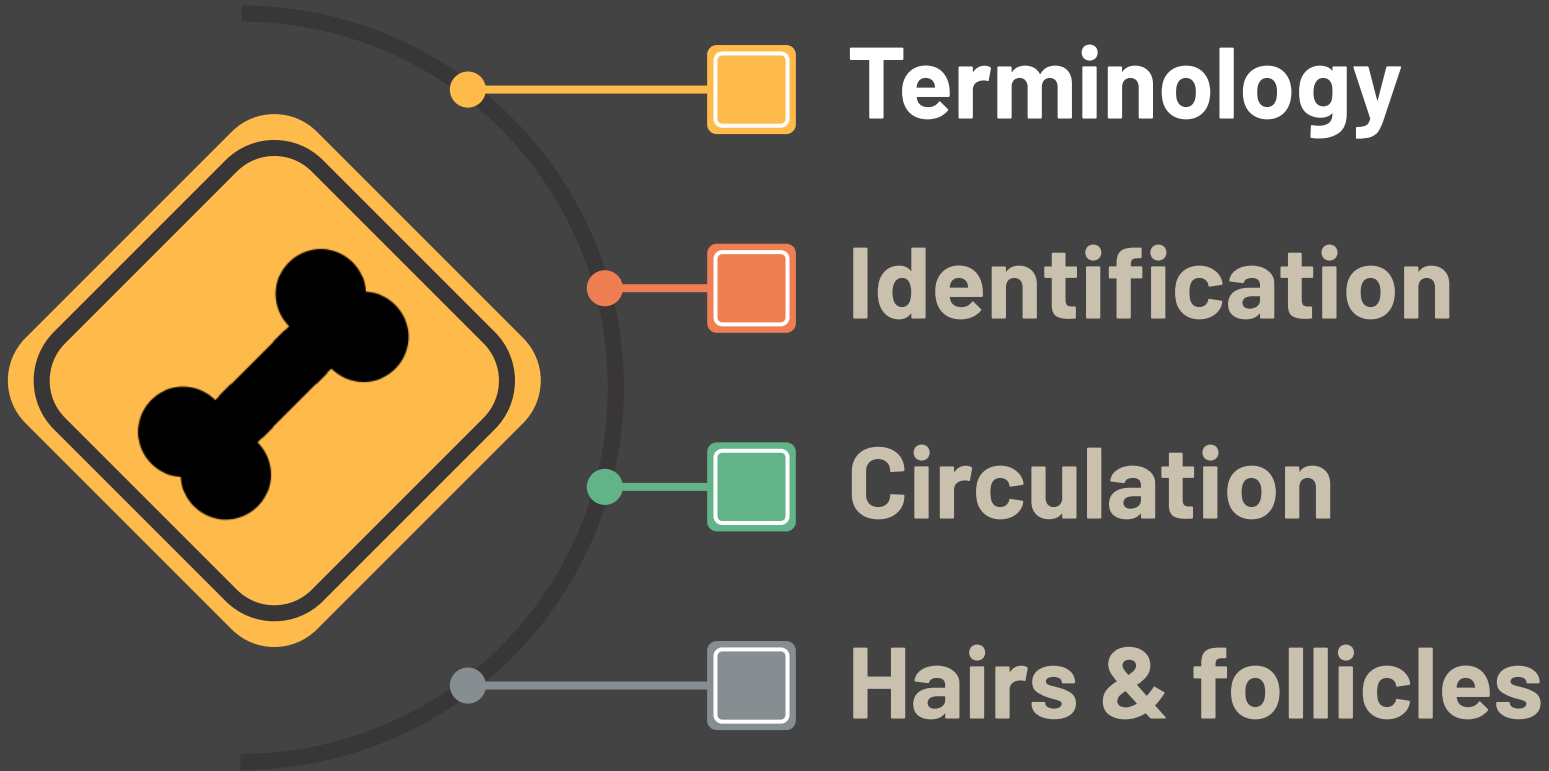 Terminology
Identification
Circulation
Hairs & follicles